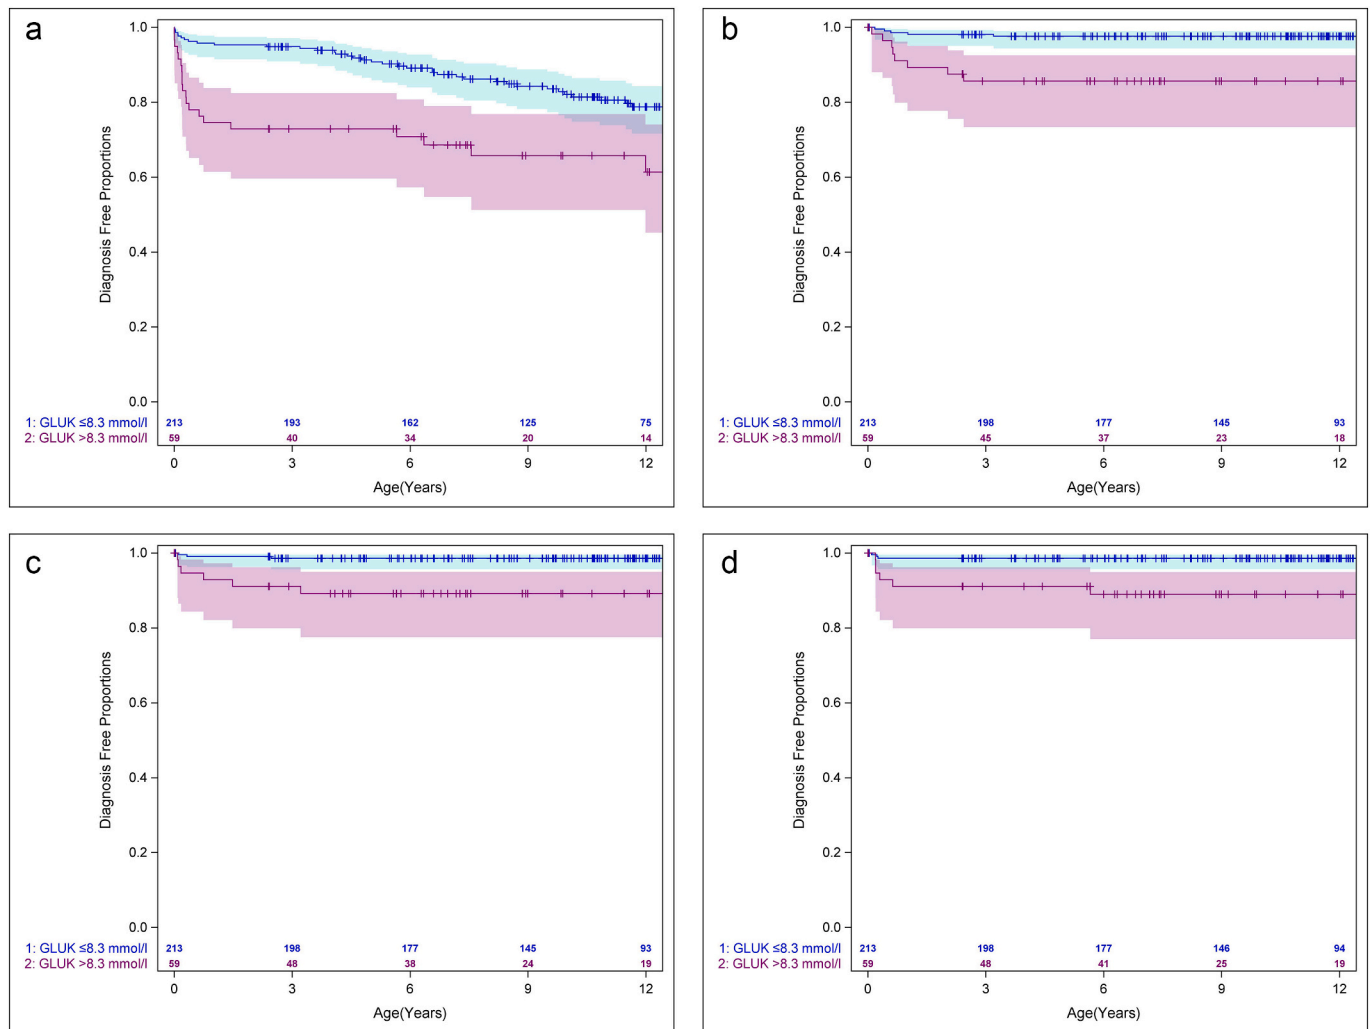 a
Diagnosis Free Proportions
1.0
0.8
0.6
0.4
0.2
0.0
1: GLUK ≤8.3 mmol/l 213 193 162 125 75
2: GLUK >8.3 mmol/l 59 40 34 20 14
0 3 6 9 12
Age(Years)
b
Diagnosis Free Proportions
1.0
0.8
0.6
0.4
0.2
0.0
1: GLUK ≤8.3 mmol/l 213 198 177 145 93
2: GLUK >8.3 mmol/l 59 45 37 23 18
0 3 6 9 12
Age(Years)
c
Diagnosis Free Proportions
1.0
0.8
0.6
0.4
0.2
0.0
1: GLUK ≤8.3 mmol/l 213 198 177 145 93
2: GLUK >8.3 mmol/l 59 48 38 24 19
0 3 6 9 12
Age(Years)
d
Diagnosis Free Proportions
1.0
0.8
0.6
0.4
0.2
0.0
1: GLUK ≤8.3 mmol/l 213 198 177 146 94
2: GLUK >8.3 mmol/l 59 48 41 25 19
0 3 6 9 12
Age(Years)